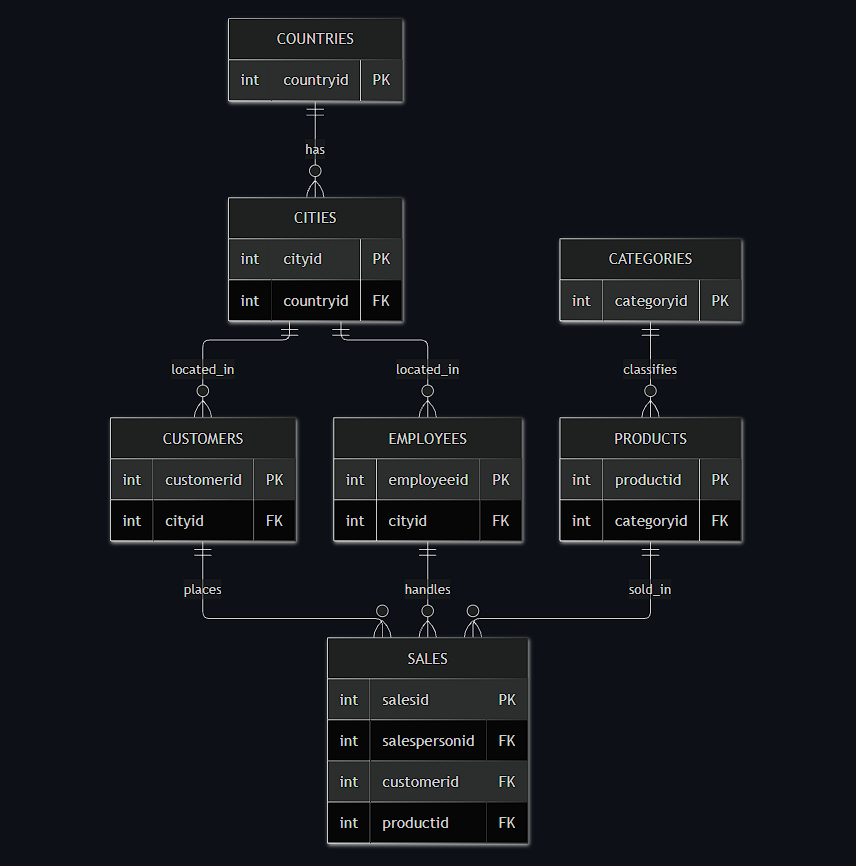 COUNTRIES
int countryid PK
has
CITIES
int cityid PK
int countryid FK
CATEGORIES
int categoryid PK
located_in
located_in
classifies
CUSTOMERS
int customerid PK
int cityid FK
EMPLOYEES
int employeeid PK
int cityid FK
PRODUCTS
int productid PK
int categoryid FK
places
handles
sold_in
SALES
int salesid PK
int salespersonid FK
int customerid FK
int productid FK